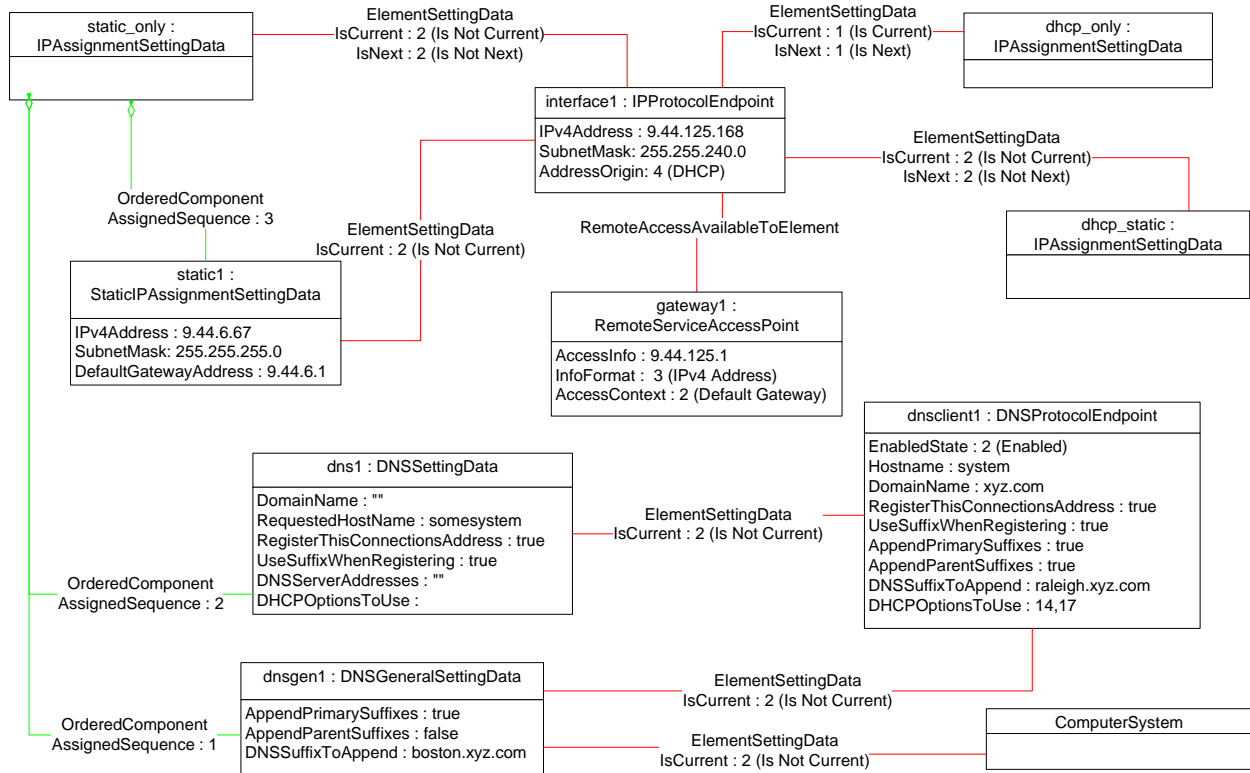 static_only :
IPAssignmentSettingData
ElementSettingData
IsCurrent : 2 (Is Not Current)
IsNext : 2 (Is Not Next)
ElementSettingData
IsCurrent : 1 (Is Current)
IsNext : 1 (Is Next)
dhcp_only :
IPAssignmentSettingData
interface1 : IPProtocolEndpoint
IPv4Address : 9.44.125.168
SubnetMask: 255.255.240.0
AddressOrigin: 4 (DHCP)
ElementSettingData
IsCurrent : 2 (Is Not Current)
IsNext : 2 (Is Not Next)
OrderedComponent
AssignedSequence : 3
ElementSettingData
IsCurrent : 2 (Is Not Current)
RemoteAccessAvailableToElement
dhcp_static :
IPAssignmentSettingData
static1 :
StaticIPAssignmentSettingData
IPv4Address : 9.44.6.67
SubnetMask: 255.255.255.0
DefaultGatewayAddress : 9.44.6.1
gateway1 :
RemoteServiceAccessPoint
AccessInfo : 9.44.125.1
InfoFormat :  3 (IPv4 Address)
AccessContext : 2 (Default Gateway)
dnsclient1 : DNSProtocolEndpoint
EnabledState : 2 (Enabled)
Hostname : system
DomainName : xyz.com
RegisterThisConnectionsAddress : true
UseSuffixWhenRegistering : true
AppendPrimarySuffixes : true
AppendParentSuffixes : true
DNSSuffixToAppend : raleigh.xyz.com
DHCPOptionsToUse : 14,17
dns1 : DNSSettingData
DomainName : ""
RequestedHostName : somesystem
RegisterThisConnectionsAddress : true
UseSuffixWhenRegistering : true
DNSServerAddresses : ""
DHCPOptionsToUse :
ElementSettingData
IsCurrent : 2 (Is Not Current)
OrderedComponent
AssignedSequence : 2
dnsgen1 : DNSGeneralSettingData
AppendPrimarySuffixes : true
AppendParentSuffixes : false
DNSSuffixToAppend : boston.xyz.com
ElementSettingData
IsCurrent : 2 (Is Not Current)
OrderedComponent
AssignedSequence : 1
ElementSettingData
IsCurrent : 2 (Is Not Current)
ComputerSystem